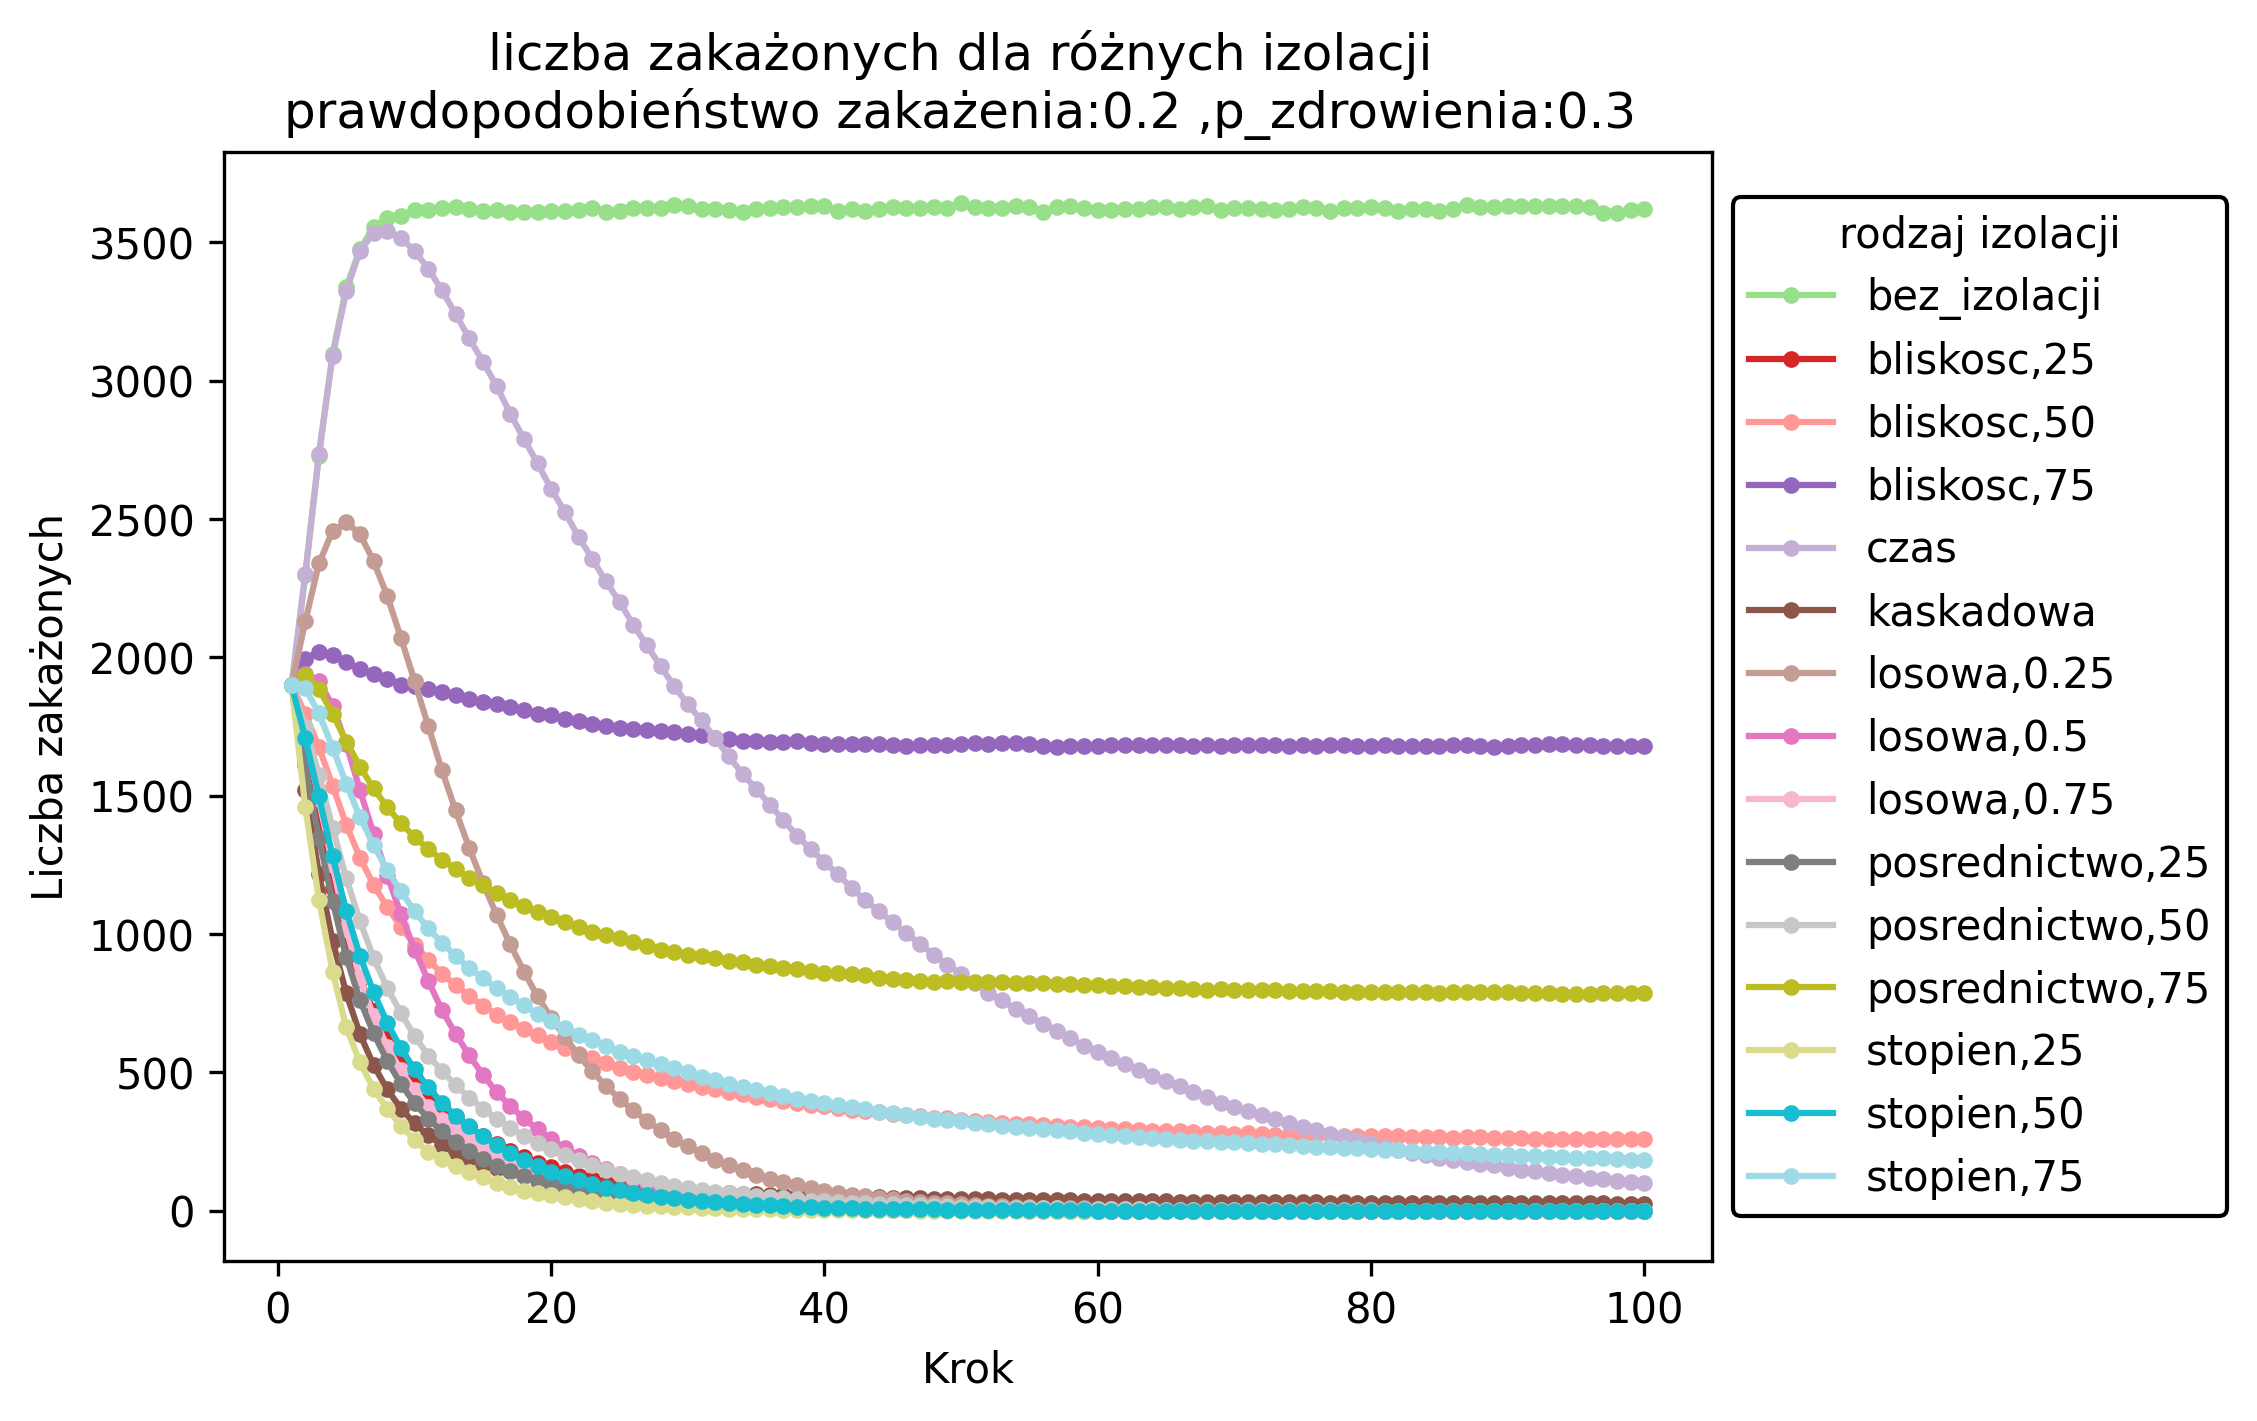 liczba zakażonych dla różnych izolacji
prawdopodobieństwo zakażenia:0.2 ,p_zdrowienia:0.3
Liczba zakażonych
3500
3000
2500
2000
1500
1000
500
0
0 20 40 60 80 100
Krok
rodzaj izolacji
bez_izolacji
bliskosc,25
bliskosc,50
bliskosc,75
czas
kaskadowa
losowa,0.25
losowa,0.5
losowa,0.75
posrednictwo,25
posrednictwo,50
posrednictwo,75
stopien,25
stopien,50
stopien,75